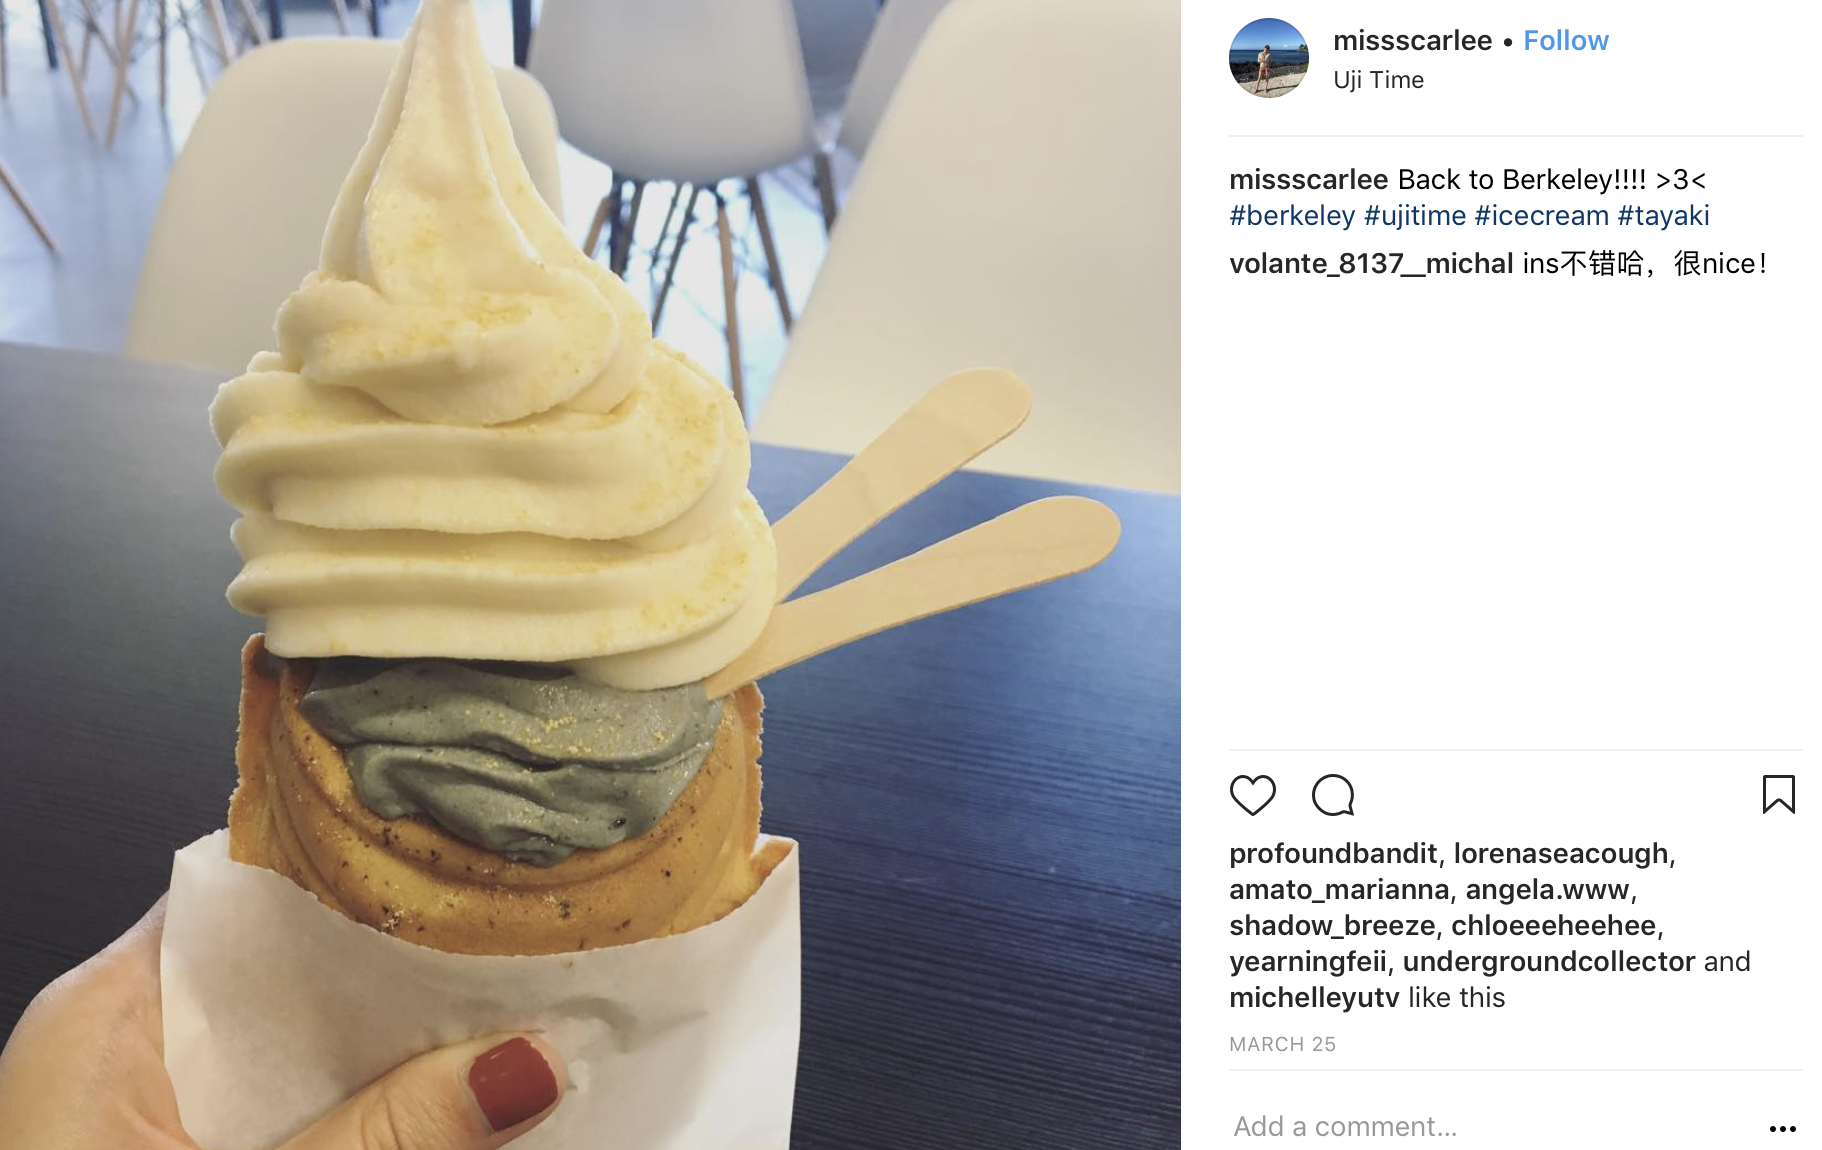 missscarlee • Follow
Uji Time
missscarlee Back to Berkeley!!!! >3<
#berkeley #ujitime #icecream #tayaki
volante_8137__michal ins不错哈，很nice！
profoundbandit, lorenaseacough,
amato_marianna, angela.www,
shadow_breeze, chloeeeheehee,
yearningfeii, undergroundcollector and
michelleyutv like this
MARCH 25
Add a comment...